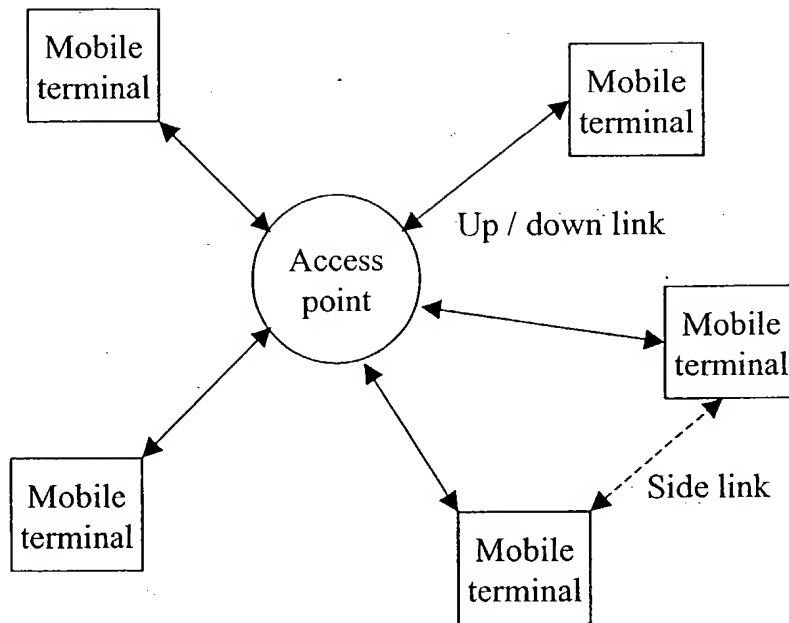 Mobile
terminal
Mobile
terminal
Up / down link
Access
point
Mobile
terminal
Side link
Mobile
terminal
Mobile
terminal